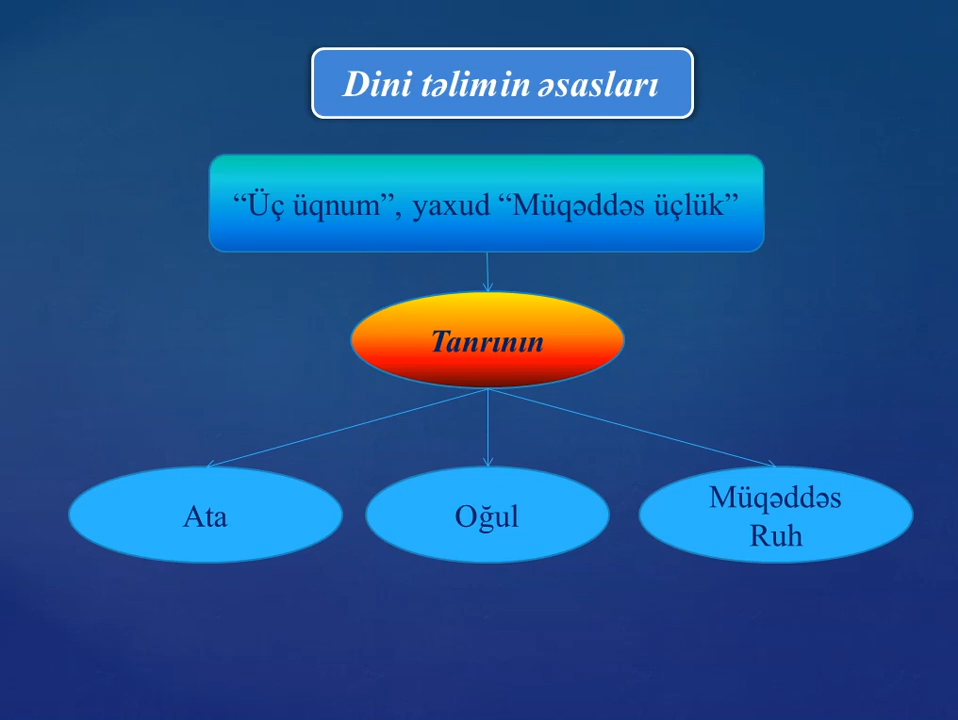 Dini təlimin əsasları
“Üç üqnum”, yaxud “Müqəddəs üçlük”
Tanrının
Ata
Oğul
Müqəddəs
Ruh